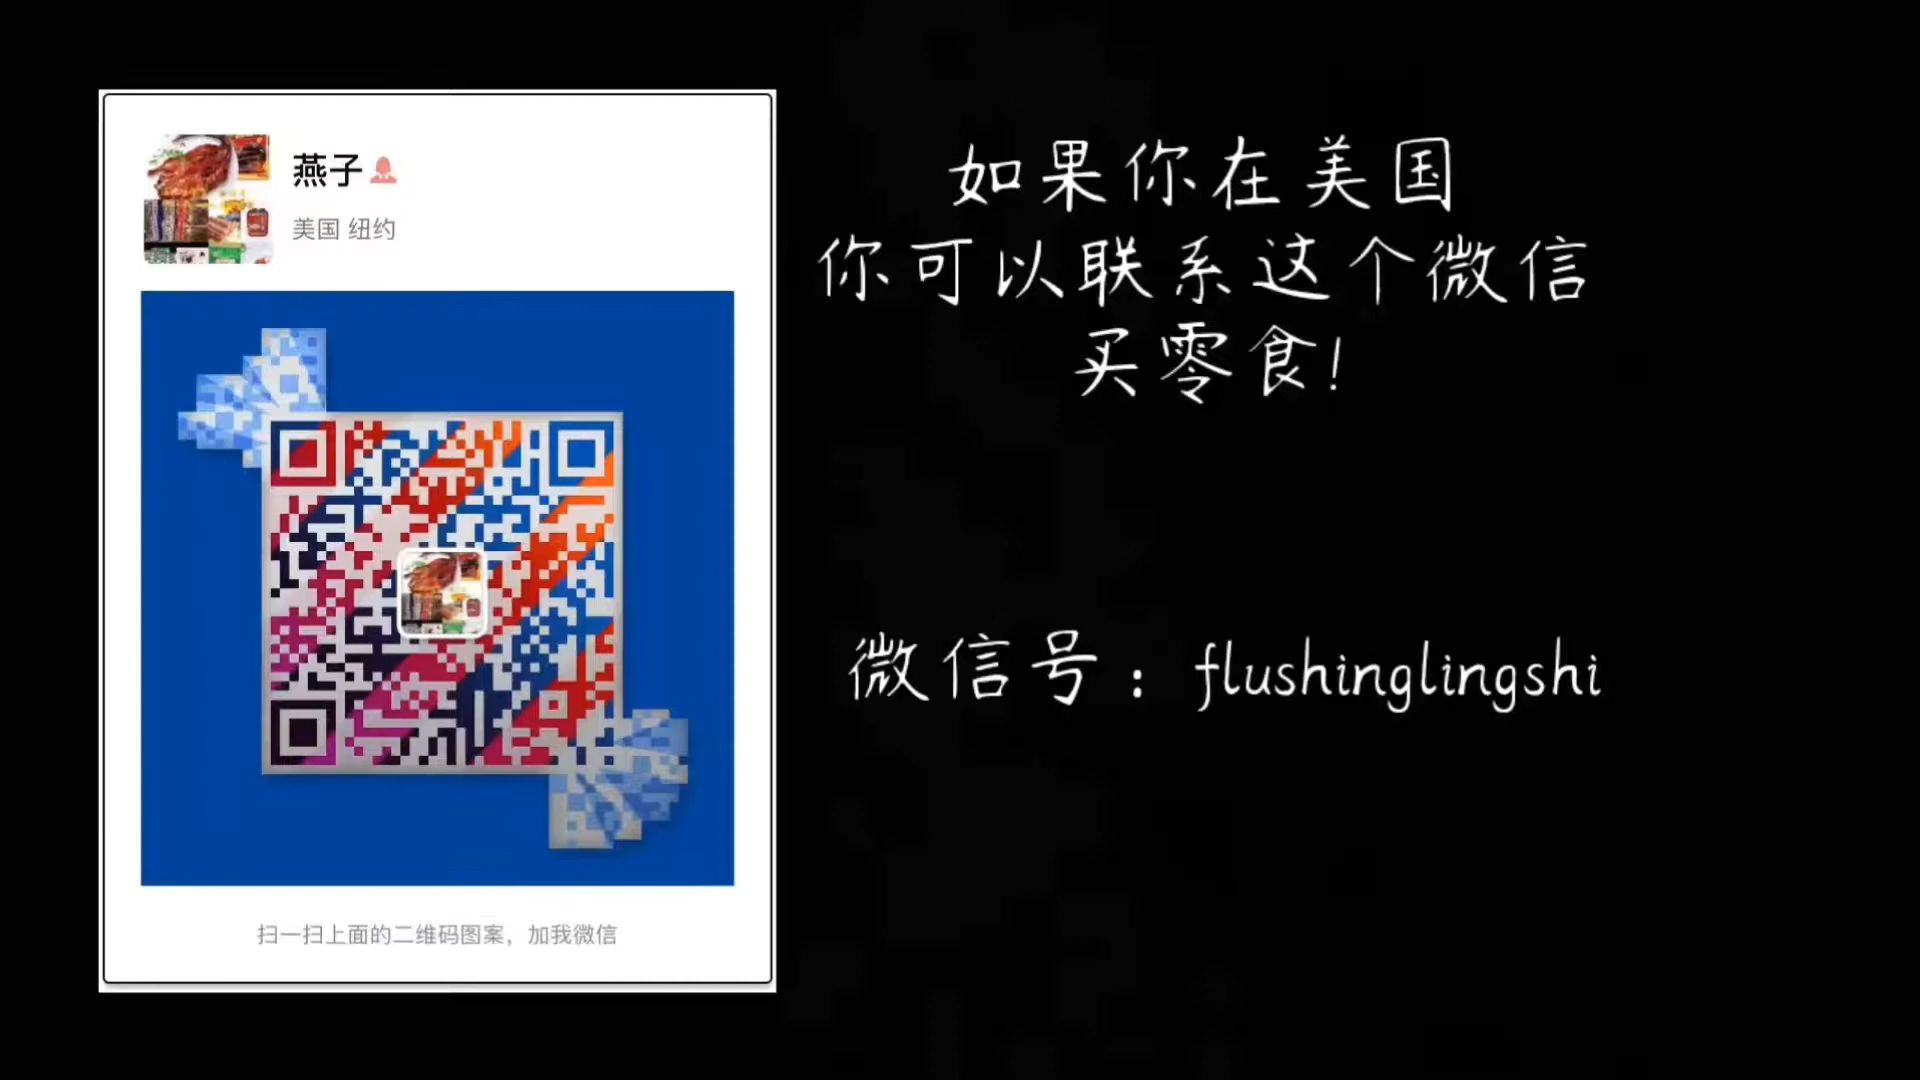 燕子
美国 纽约
扫一扫上面的二维码图案，加我微信
如果你在美国
你可以联系这个微信
买零食!
微信号：flushinglingshi